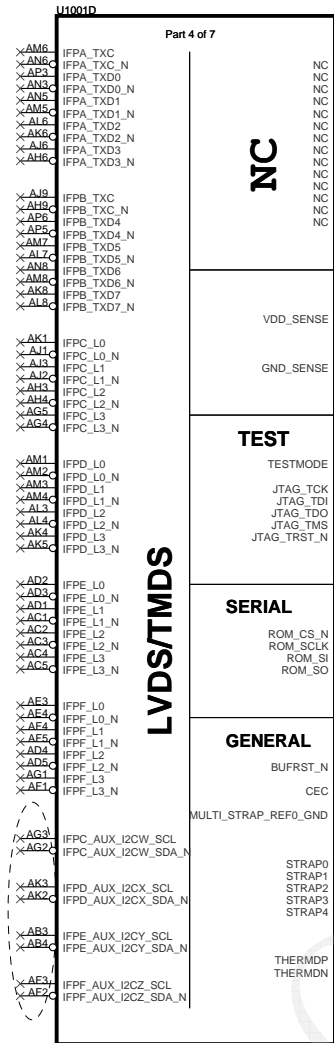 U1001D
Part 4 of 7
AM6 IFPA_TXC
AN6 IFPA_TXC_N
AP3 IFPA_TXD0
AN3 IFPA_TXD0_N
AN5 IFPA_TXD1
AM5 IFPA_TXD1_N
AL6 IFPA_TXD2
AK6 IFPA_TXD2_N
AJ6 IFPA_TXD3
AH6 IFPA_TXD3_N
AJ9 IFPB_TXC
AH9 IFPB_TXC_N
AP6 IFPB_TXD4
AP5 IFPB_TXD4_N
AM7 IFPB_TXD5
AL7 IFPB_TXD5_N
AN8 IFPB_TXD6
AM8 IFPB_TXD6_N
AK8 IFPB_TXD7
AL8 IFPB_TXD7_N
AK1 IFPC_L0
AJ1 IFPC_L0_N
AJ3 IFPC_L1
AJ2 IFPC_L1_N
AH3 IFPC_L2
AH4 IFPC_L2_N
AG5 IFPC_L3
AG4 IFPC_L3_N
AM1 IFPD_L0
AM2 IFPD_L0_N
AM3 IFPD_L1
AM4 IFPD_L1_N
AL3 IFPD_L2
AL4 IFPD_L2_N
AK4 IFPD_L3
AK5 IFPD_L3_N
AD2 IFPE_L0
AD3 IFPE_L0_N
AD1 IFPE_L1
AC1 IFPE_L1_N
AC2 IFPE_L2
AC3 IFPE_L2_N
AC4 IFPE_L3
AC5 IFPE_L3_N
AE3 IFPF_L0
AE4 IFPF_L0_N
AF4 IFPF_L1
AF5 IFPF_L1_N
AD4 IFPF_L2
AD5 IFPF_L2_N
AG1 IFPF_L3
AF1 IFPF_L3_N
AG3 IFPC_AUX_I2CW_SCL
AG2 IFPC_AUX_I2CW_SDA_N
AK3 IFPD_AUX_I2CX_SCL
AK2 IFPD_AUX_I2CX_SDA_N
AB3 IFPE_AUX_I2CY_SCL
AB4 IFPE_AUX_I2CY_SDA_N
AF3 IFPF_AUX_I2CZ_SCL
AF2 IFPF_AUX_I2CZ_SDA_N
LVDS/TMDS
NC
NC
NC
NC
NC
NC
NC
NC
NC
NC
NC
NC
NC
NC
VDD_SENSE
GND_SENSE
TEST
TESTMODE
JTAG_TCK
JTAG_TDI
JTAG_TDO
JTAG_TMS
JTAG_TRST_N
SERIAL
ROM_CS_N
ROM_SCLK
ROM_SI
ROM_SO
GENERAL
BUFRST_N
CEC
MULTI_STRAP_REF0_GND
STRAP0
STRAP1
STRAP2
STRAP3
STRAP4
THERMDP
THERMDN